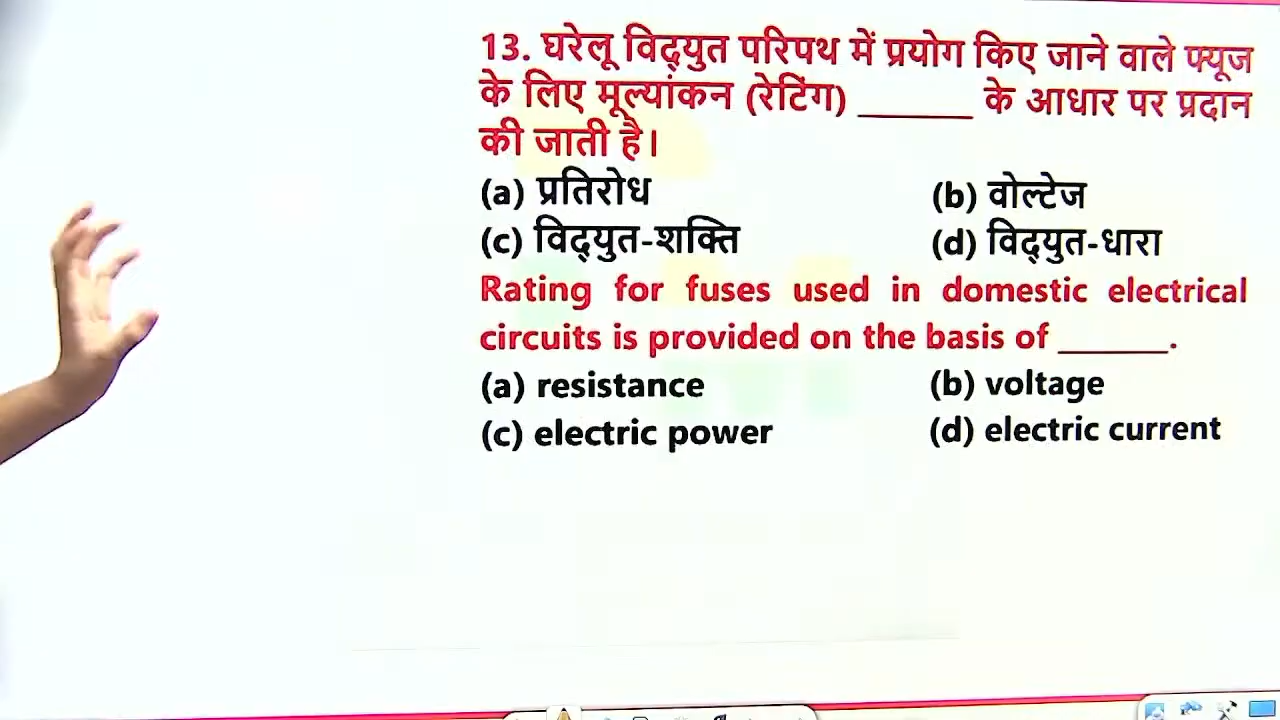 13. घरेलू विद्युत परिपथ में प्रयोग किए जाने वाले फ्यूज
के लिए मूल्यांकन (रेटिंग) _______ के आधार पर प्रदान
की जाती है।
(a) प्रतिरोध (b) वोल्टेज
(c) विद्युत-शक्ति (d) विद्युत-धारा
Rating for fuses used in domestic electrical
circuits is provided on the basis of _______.
(a) resistance (b) voltage
(c) electric power (d) electric current